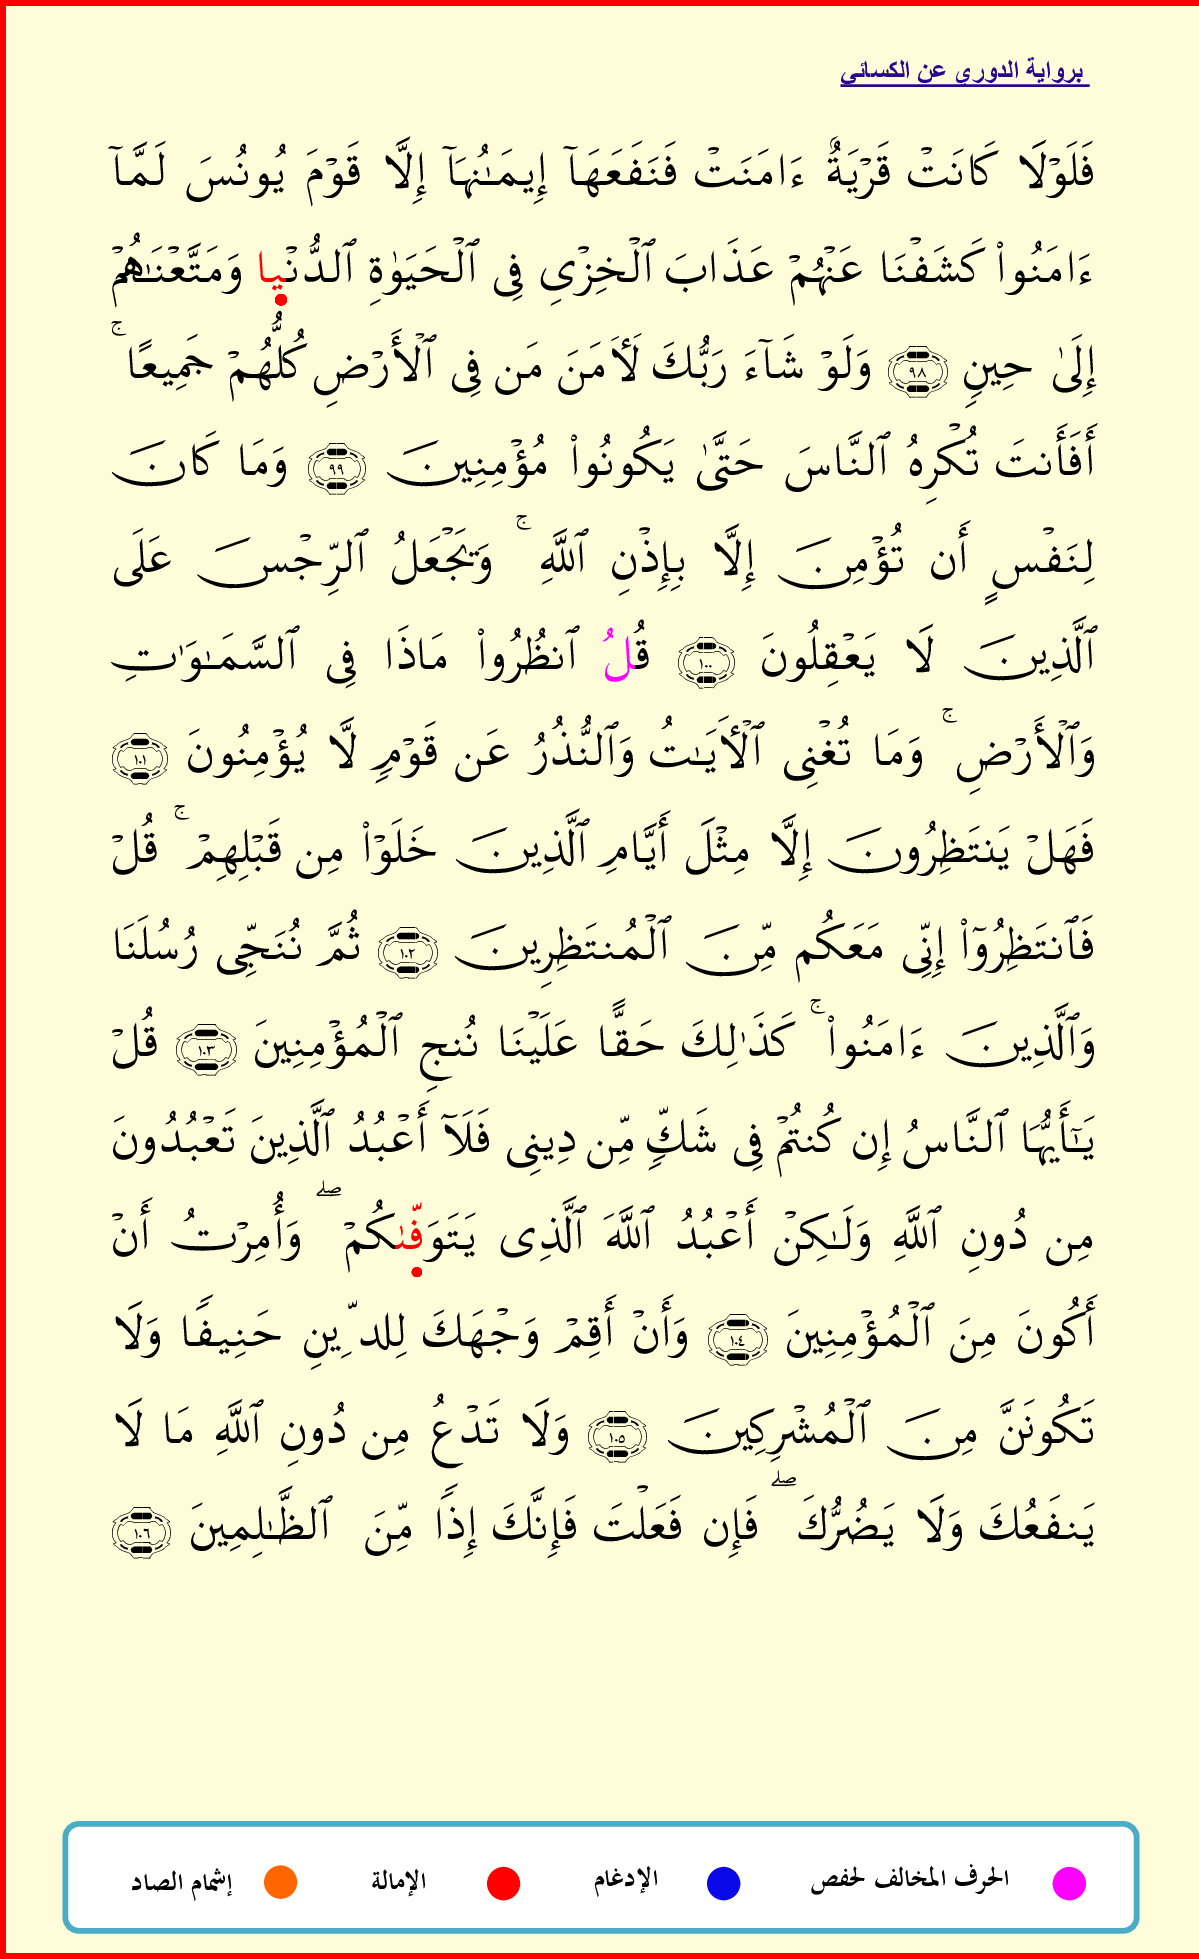 برواية الدوري عن الكسائي
فَلَوۡلَا كَانَتۡ قَرۡيَةٌ ءَامَنَتۡ فَنَفَعَهَآ إِيمَـٰنُهَآ إِلَّا قَوۡمَ يُونُسَ لَمَّآ
ءَامَنُواْ كَشَفۡنَا عَنۡهُمۡ عَذَابَ ٱلۡخِزۡىِ فِى ٱلۡحَيَوٰةِ ٱلدُّنۡيا وَمَتَّعۡنَـٰهُمۡ
إِلَىٰ حِينٍ ٩٨ وَلَوۡ شَآءَ رَبُّكَ لَأٓمَنَ مَن فِى ٱلۡأَرۡضِ كُلُّهُمۡ جَمِيعًا ۚ
أَفَأَنتَ تُكۡرِهُ ٱلنَّاسَ حَتَّىٰ يَكُونُواْ مُؤۡمِنِينَ ٩٩ وَمَا كَانَ
لِنَفۡسٍ أَن تُؤۡمِنَ إِلَّا بِإِذۡنِ ٱللَّهِ ۚ وَيَجۡعَلُ ٱلرِّجۡسَ عَلَى
ٱلَّذِينَ لَا يَعۡقِلُونَ ١٠٠ قُلُ ٱنظُرُواْ مَاذَا فِى ٱلسَّمَـٰوَٰتِ
وَٱلۡأَرۡضِ ۚ وَمَا تُغۡنِى ٱلۡأَيَـٰتُ وَٱلنُّذُرُ عَن قَوۡمٍ لَّا يُؤۡمِنُونَ ١٠١
فَهَلۡ يَنتَظِرُونَ إِلَّا مِثۡلَ أَيَّامِ ٱلَّذِينَ خَلَوۡاْ مِن قَبۡلِهِمۡ ۚ قُلۡ
فَٱنتَظِرُوٓاْ إِنِّى مَعَكُم مِّنَ ٱلۡمُنتَظِرِينَ ١٠٢ ثُمَّ نُنَجِّى رُسُلَنَا
وَٱلَّذِينَ ءَامَنُواْ ۚ كَذَٰلِكَ حَقًّا عَلَيۡنَا نُنجِ ٱلۡمُؤۡمِنِينَ ١٠٣ قُلۡ
يَـٰٓأَيُّهَا ٱلنَّاسُ إِن كُنتُمۡ فِى شَكٍّ مِّن دِينِى فَلَآ أَعۡبُدُ ٱلَّذِينَ تَعۡبُدُونَ
مِن دُونِ ٱللَّهِ وَلَـٰكِنۡ أَعۡبُدُ ٱللَّهَ ٱلَّذِى يَتَوَفّىٰكُمۡ ۖ وَأُمِرۡتُ أَنۡ
أَكُونَ مِنَ ٱلۡمُؤۡمِنِينَ ١٠٤ وَأَنۡ أَقِمۡ وَجۡهَكَ لِلدِّينِ حَنِيفًا وَلَا
تَكُونَنَّ مِنَ ٱلۡمُشۡرِكِينَ ١٠٥ وَلَا تَدۡعُ مِن دُونِ ٱللَّهِ مَا لَا
يَنفَعُكَ وَلَا يَضُرُّكَ ۖ فَإِن فَعَلۡتَ فَإِنَّكَ إِذًا مِّنَ ٱلظَّـٰلِمِينَ ١٠٦
الحرف المخالف لحفص الإدغام الإمالة إشمام الصاد